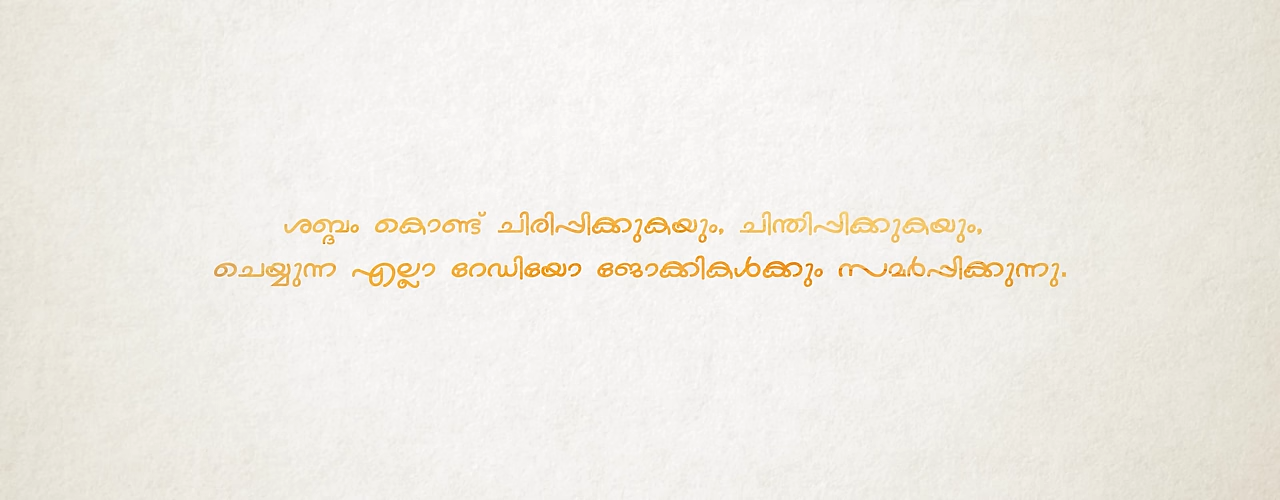 ശബ്ദം കൊണ്ട് ചിരിപ്പിക്കുകയും, ചിന്തിപ്പിക്കുകയും,
ചെയ്യുന്ന എല്ലാ റേഡിയോ ജോക്കികൾക്കും സമർപ്പിക്കുന്നു.